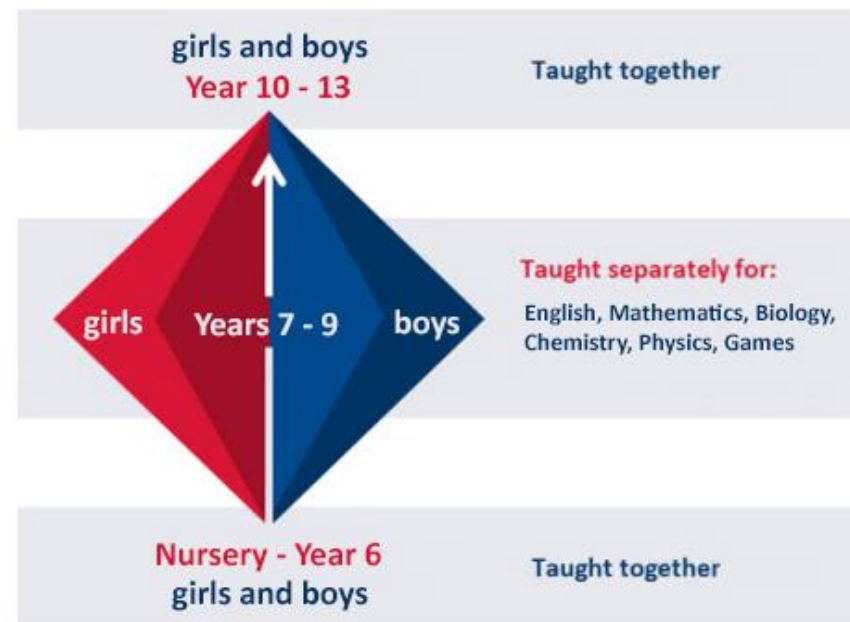 girls and boys
Year 10 - 13
Taught together
girls
Years 7 - 9
boys
Taught separately for:
English, Mathematics, Biology,
Chemistry, Physics, Games
Nursery - Year 6
girls and boys
Taught together